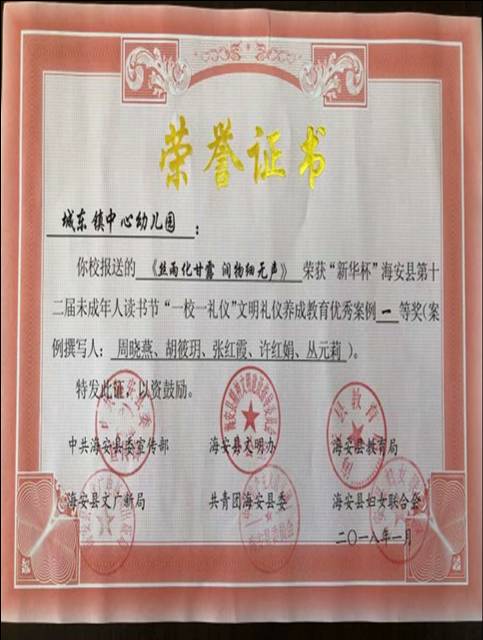 荣誉证书
城东镇中心幼儿园：
你校报送的《丝雨化甘露 润物细无声》荣获“新华杯”海安县第十
二届未成年人读书节“一校一礼仪”文明礼仪养成教育优秀案例一等奖(案
例撰写人：周晓燕、胡筱玥、张红霞、许红娟、丛元莉)。
特发此证，以资鼓励。
中共海安县委宣传部 海安县文明办 海安县教育局
海安县文广新局 共青团海安县委 海安县妇女联合会
二〇一八年一月